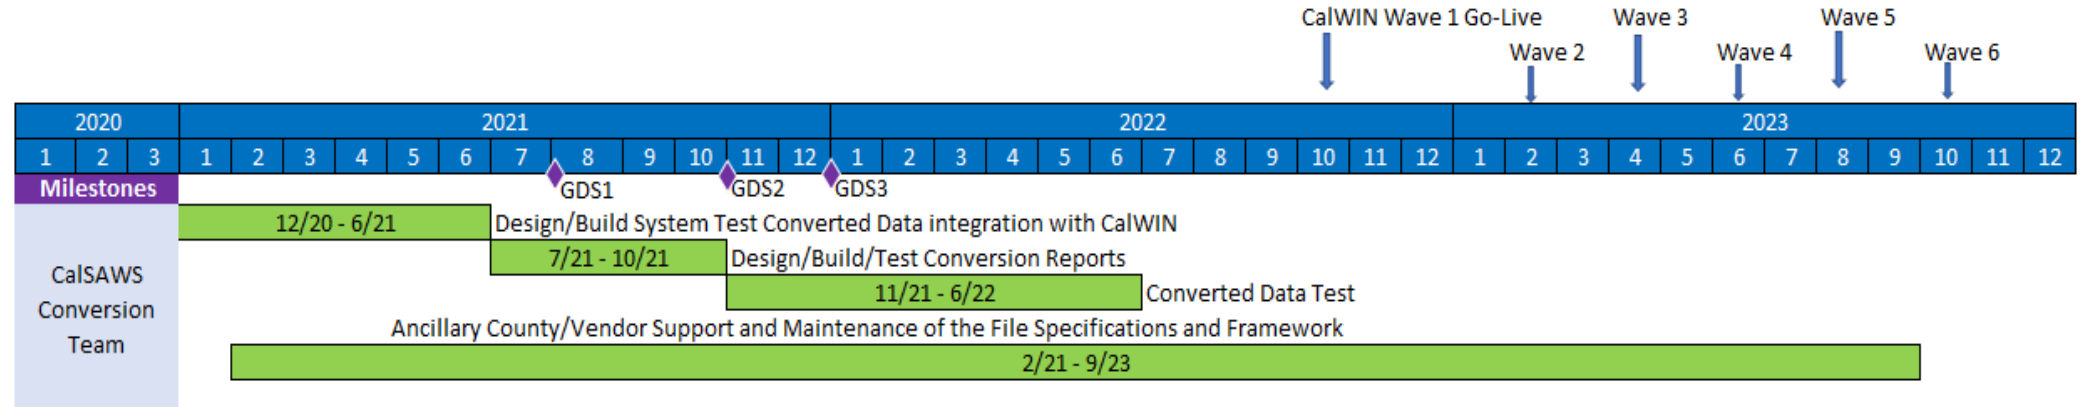 CalWIN Wave 1 Go-Live Wave 3 Wave 5
Wave 2 Wave 4 Wave 6
2020 2021 2022 2023
1 2 3 1 2 3 4 5 6 7 8 9 10 11 12 1 2 3 4 5 6 7 8 9 10 11 12 1 2 3 4 5 6 7 8 9 10 11 12
Milestones GDS1 GDS2 GDS3
12/20 - 6/21 Design/Build System Test Converted Data integration with CalWIN
7/21 - 10/21 Design/Build/Test Conversion Reports
CalSAWS
Conversion
Team
11/21 - 6/22 Converted Data Test
Ancillary County/Vendor Support and Maintenance of the File Specifications and Framework
2/21 - 9/23